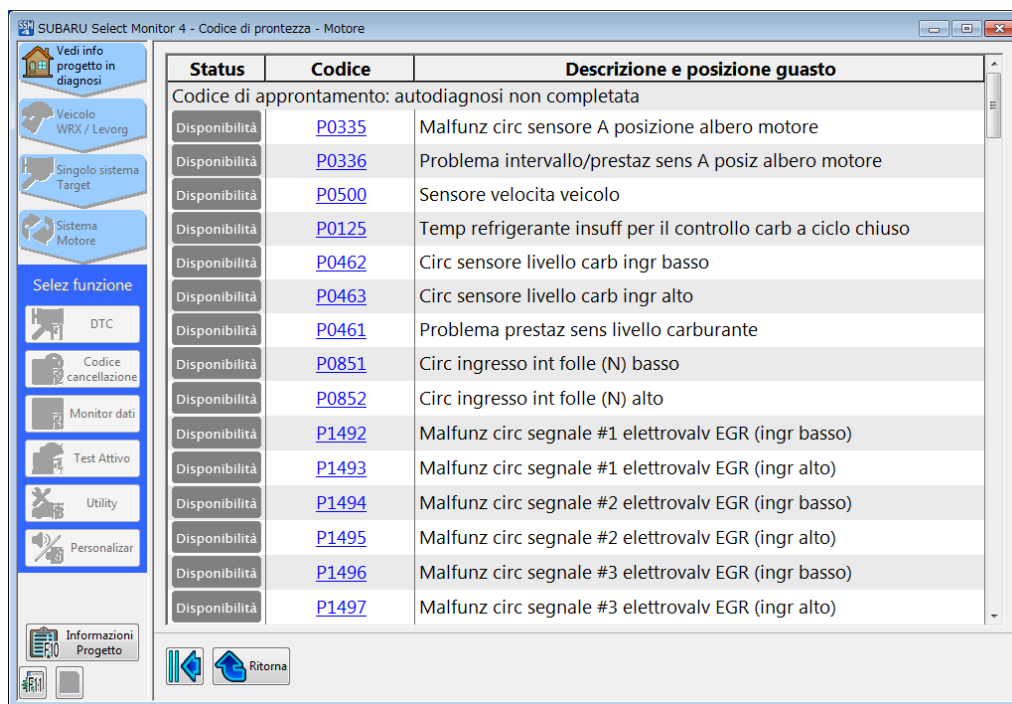 SUBARU Select Monitor 4 - Codice di prontezza - Motore
Vedi info
progetto in
diagnosi
Veicolo
WRX / Levorg
Singolo sistema
Target
Sistema
Motore
Selez funzione
DTC
Codice
cancellazione
Monitor dati
Test Attivo
Utility
Personalizar
Informazioni
Progetto
F10
F11
Status Codice Descrizione e posizione guasto
Codice di approntamento: autodiagnosi non completata
Disponibilità P0335 Malfunz circ sensore A posizione albero motore
Disponibilità P0336 Problema intervallo/prestaz sens A posiz albero motore
Disponibilità P0500 Sensore velocita veicolo
Disponibilità P0125 Temp refrigerante insuff per il controllo carb a ciclo chiuso
Disponibilità P0462 Circ sensore livello carb ingr basso
Disponibilità P0463 Circ sensore livello carb ingr alto
Disponibilità P0461 Problema prestaz sens livello carburante
Disponibilità P0851 Circ ingresso int folle (N) basso
Disponibilità P0852 Circ ingresso int folle (N) alto
Disponibilità P1492 Malfunz circ segnale #1 elettrovalv EGR (ingr basso)
Disponibilità P1493 Malfunz circ segnale #1 elettrovalv EGR (ingr alto)
Disponibilità P1494 Malfunz circ segnale #2 elettrovalv EGR (ingr basso)
Disponibilità P1495 Malfunz circ segnale #2 elettrovalv EGR (ingr alto)
Disponibilità P1496 Malfunz circ segnale #3 elettrovalv EGR (ingr basso)
Disponibilità P1497 Malfunz circ segnale #3 elettrovalv EGR (ingr alto)
Ritorna